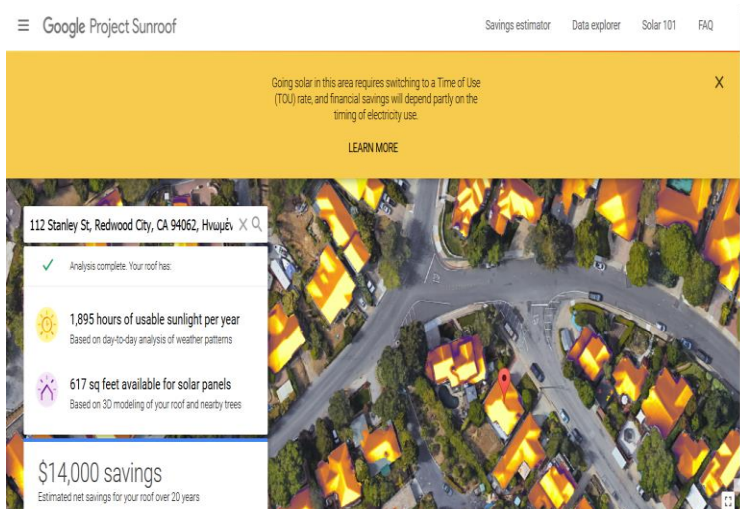 Google Project Sunroof
Savings estimator
Data explorer
Solar 101
FAQ
Going solar in this area requires switching to a Time of Use
(TOU) rate, and financial savings will depend partly on the
timing of electricity use.
X
LEARN MORE
112 Stanley St, Redwood City, CA 94062, Ηνωμέν
Analysis complete. Your roof has:
1,895 hours of usable sunlight per year
Based on day-to-day analysis of weather patterns
617 sq feet available for solar panels
Based on 3D modeling of your roof and nearby trees
$14,000 savings
Estimated net savings for your roof over 20 years